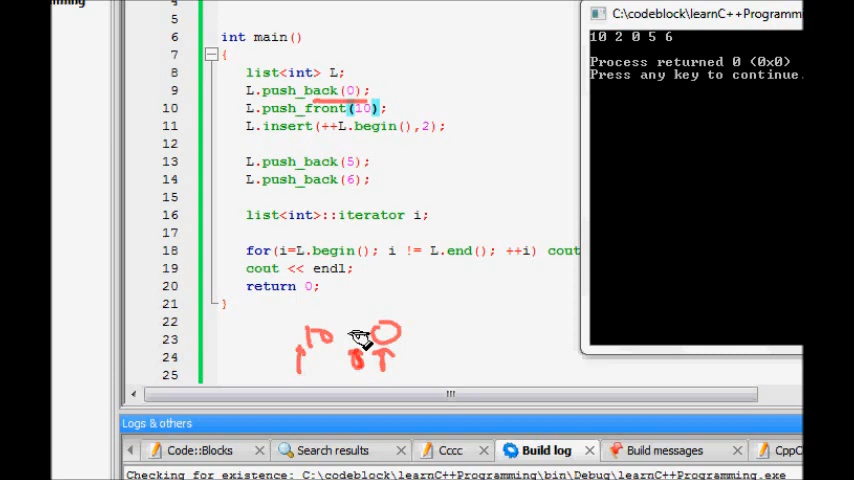 mming
C:\codeblock\learnC++Programm
5
6 int main()
10 2 0 5 6
7 {
Process returned 0 (0x0)
8 list<int> L;
Press any key to continue.
9 L.push_back(0);
10 L.push_front(10);
11 L.insert(++L.begin(),2);
12
13 L.push_back(5);
14 L.push_back(6);
15
16 list<int>::iterator i;
17
18 for(i=L.begin(); i != L.end(); ++i) cout
19 cout << endl;
20 return 0;
21 }
22
23 10 0
24
25
Logs & others
Code::Blocks Search results Cccc Build log Build messages CppC
Checking for existence: C:\codeblock\learnC++Programming\bin\Debug\learnC++Programming.exe